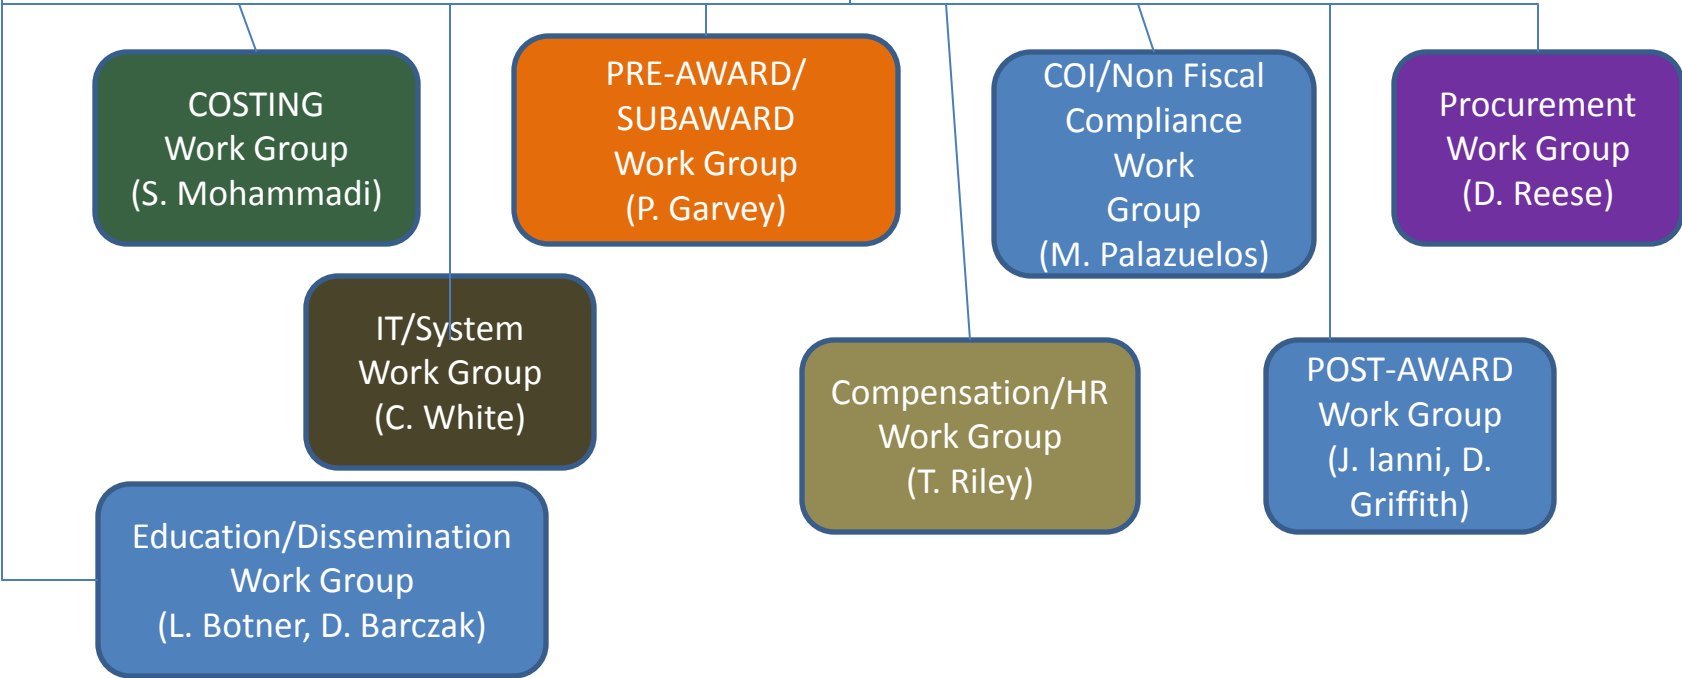 COSTING
Work Group
(S. Mohammadi)
PRE-AWARD/
SUBAWARD
Work Group
(P. Garvey)
COI/Non Fiscal
Compliance
Work
Group
(M. Palazuelos)
Procurement
Work Group
(D. Reese)
IT/System
Work Group
(C. White)
Compensation/HR
Work Group
(T. Riley)
POST-AWARD
Work Group
(J. Ianni, D.
Griffith)
Education/Dissemination
Work Group
(L. Botner, D. Barczak)